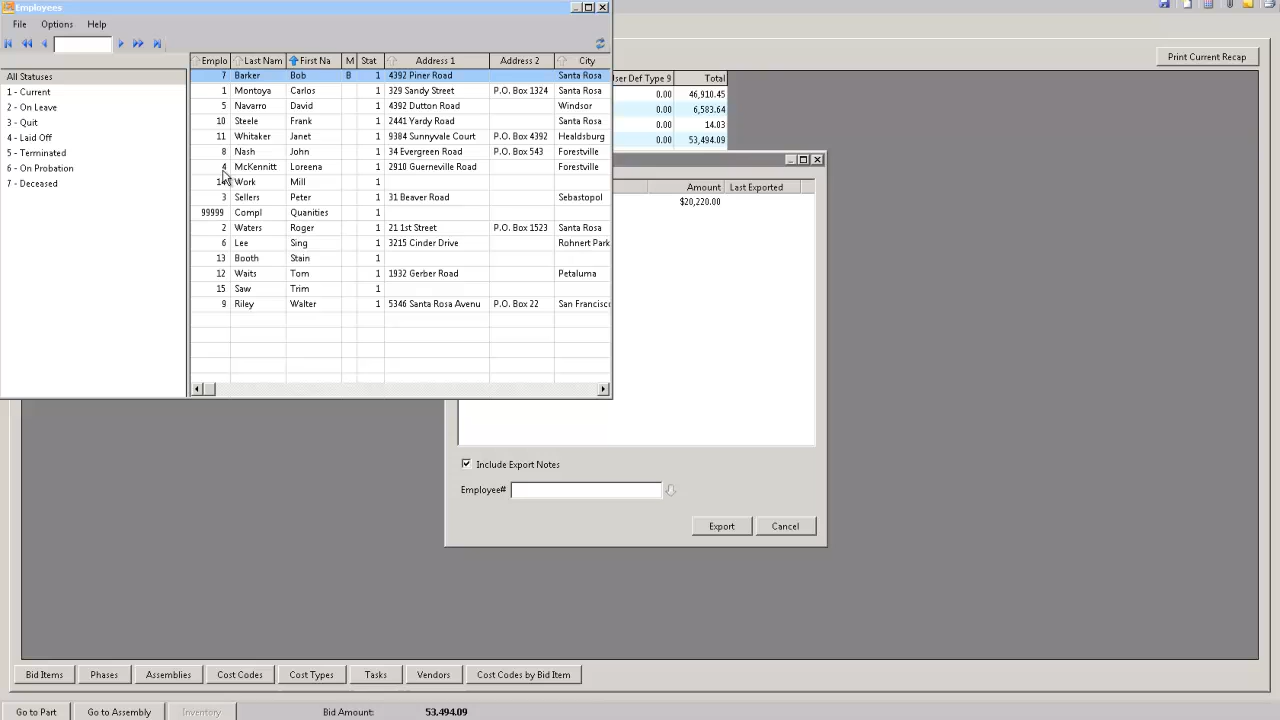 Employees
File Options Help
Print Current Recap
Emplo Last Nam First Na M Stat Address 1 Address 2 City
All Statuses
1 - Current
2 - On Leave
3 - Quit
4 - Laid Off
5 - Terminated
6 - On Probation
7 - Deceased
7 Barker Bob B 1 4392 Piner Road Santa Rosa
1 Montoya Carlos 1 329 Sandy Street P.O. Box 1324 Santa Rosa
5 Navarro David 1 4392 Dutton Road Windsor
10 Steele Frank 1 2441 Yardy Road Santa Rosa
11 Whitaker Janet 1 9384 Sunnyvale Court P.O. Box 4392 Healdsburg
8 Nash John 1 34 Evergreen Road P.O. Box 543 Forestville
4 McKennitt Loreena 1 2910 Guerneville Road Forestville
14 Work Mill 1
3 Sellers Peter 1 31 Beaver Road Sebastopol
99999 Compl Quanities 1
2 Waters Roger 1 21 1st Street P.O. Box 1523 Santa Rosa
6 Lee Sing 1 3215 Cinder Drive Rohnert Park
13 Booth Stain 1
12 Waits Tom 1 1932 Gerber Road Petaluma
15 Saw Trim 1
9 Riley Walter 1 5346 Santa Rosa Avenu P.O. Box 22 San Francisco
Jser Def Type 9 Total
0.00 46,910.45
0.00 6,583.64
0.00 14.03
0.00 53,494.09
Amount Last Exported
$20,220.00
Include Export Notes
Employee#
Export Cancel
Bid Items Phases Assemblies Cost Codes Cost Types Tasks Vendors Cost Codes by Bid Item
Go to Part Go to Assembly Inventory Bid Amount: 53,494.09